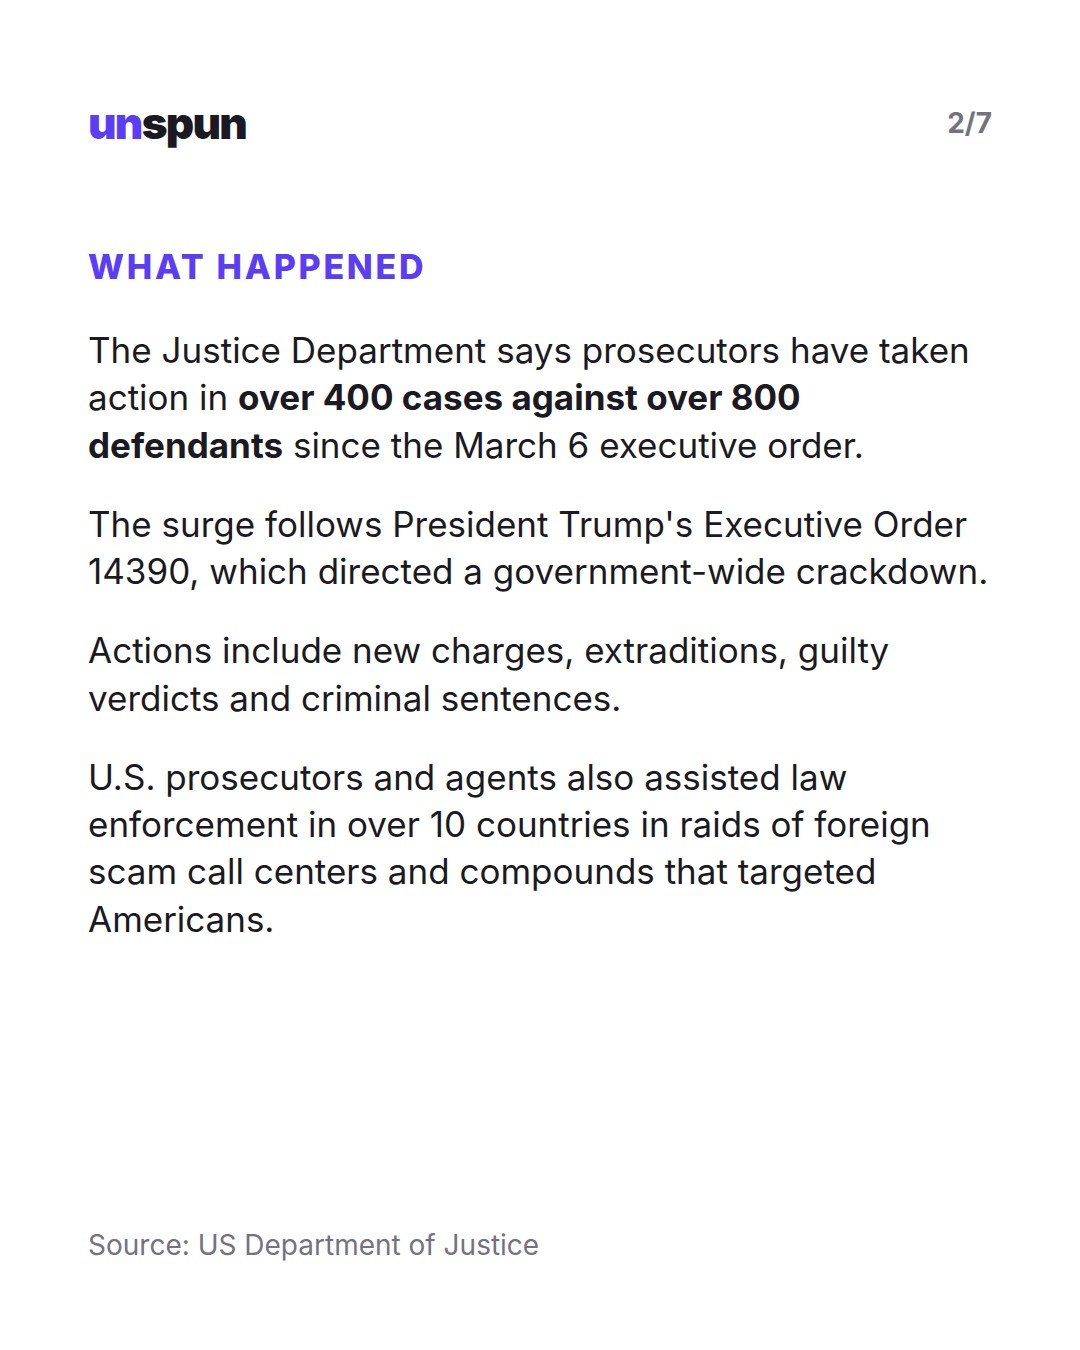 unspun
2/7
WHAT HAPPENED
The Justice Department says prosecutors have taken
action in over 400 cases against over 800
defendants since the March 6 executive order.
The surge follows President Trump's Executive Order
14390, which directed a government-wide crackdown.
Actions include new charges, extraditions, guilty
verdicts and criminal sentences.
U.S. prosecutors and agents also assisted law
enforcement in over 10 countries in raids of foreign
scam call centers and compounds that targeted
Americans.
Source: US Department of Justice